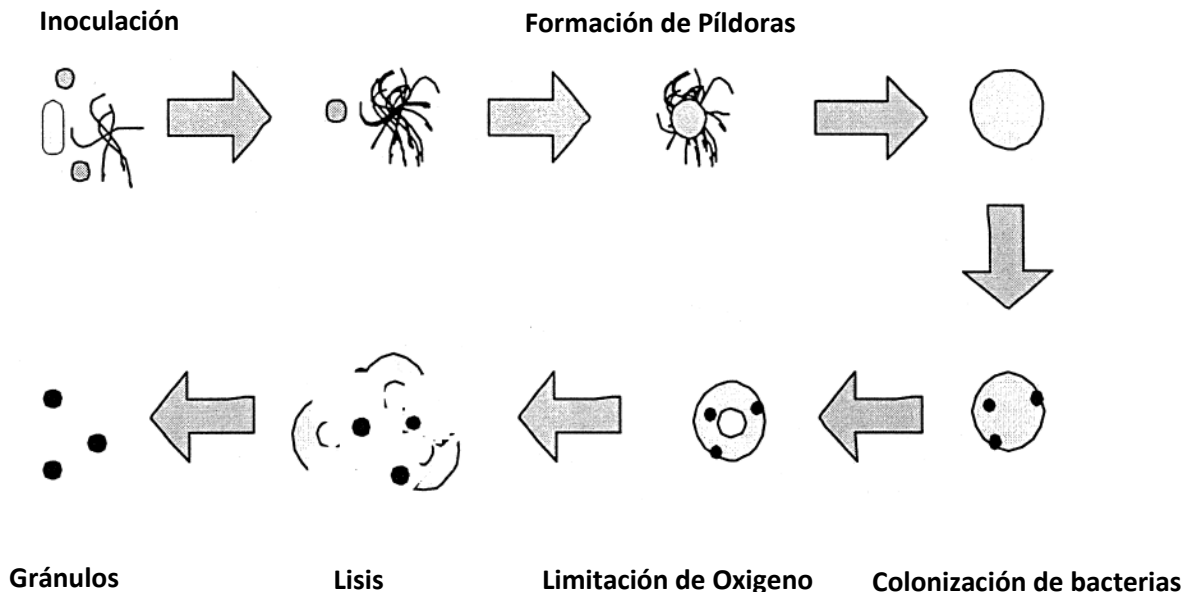 Inoculación
Formación de Píldoras
Gránulos
Lisis
Limitación de Oxigeno
Colonización de bacterias